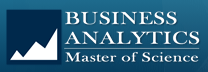 BUSINESS
ANALYTICS
Master of Science